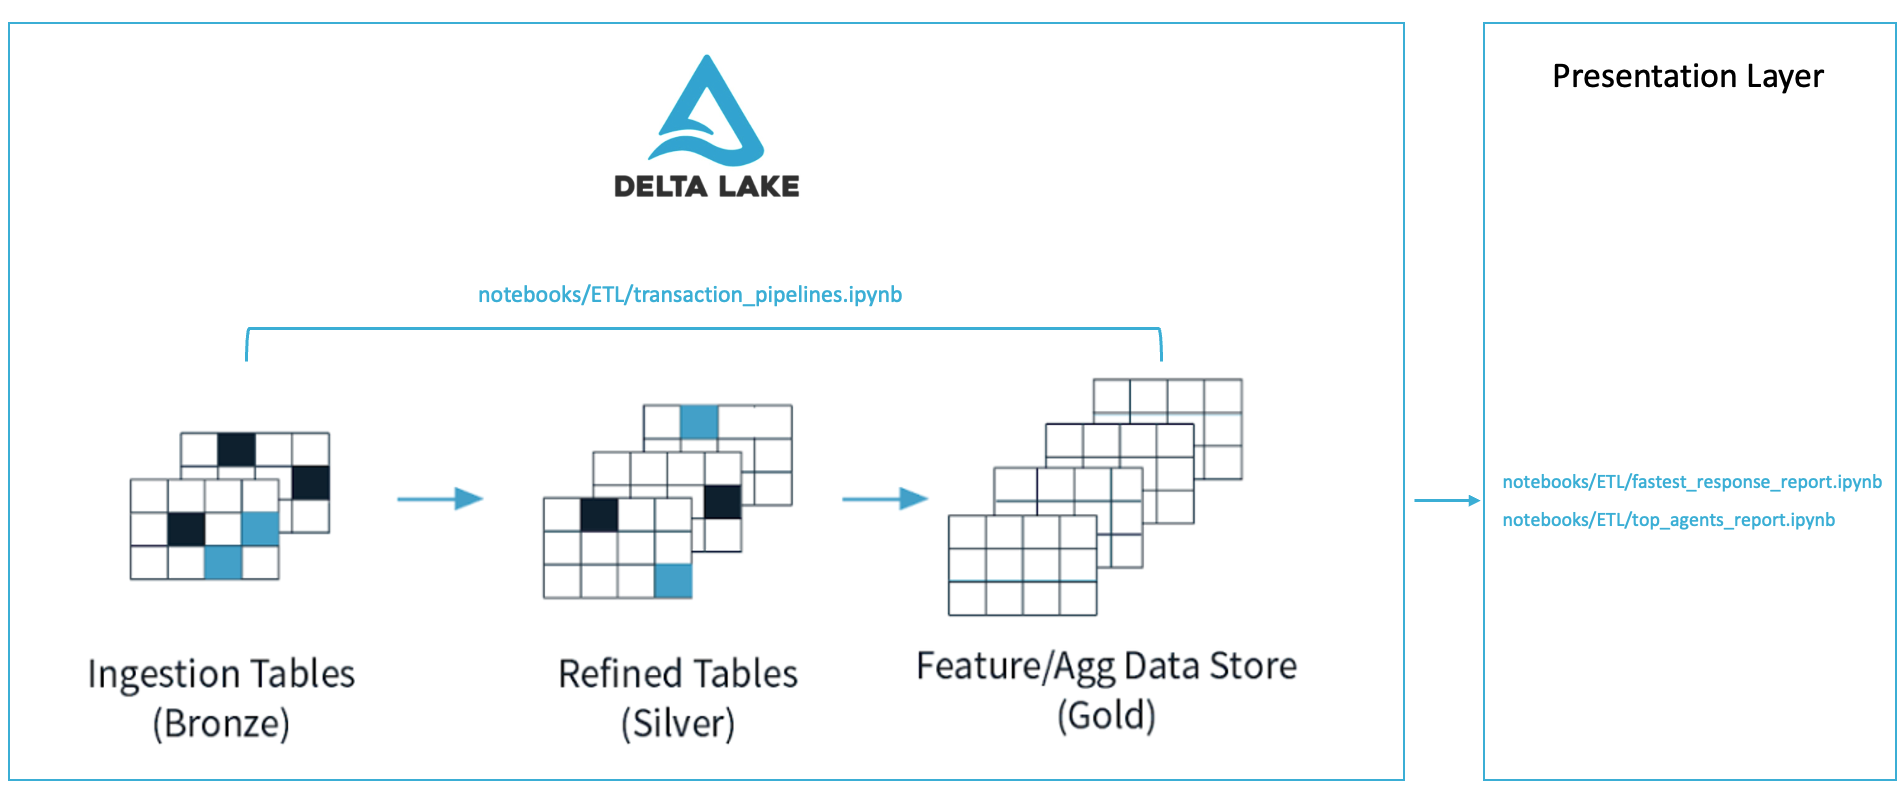 DELTA LAKE
Presentation Layer
notebooks/ETL/transaction_pipelines.ipynb
Ingestion Tables
(Bronze)
Refined Tables
(Silver)
Feature/Agg Data Store
(Gold)
notebooks/ETL/fastest_response_report.ipynb
notebooks/ETL/top_agents_report.ipynb